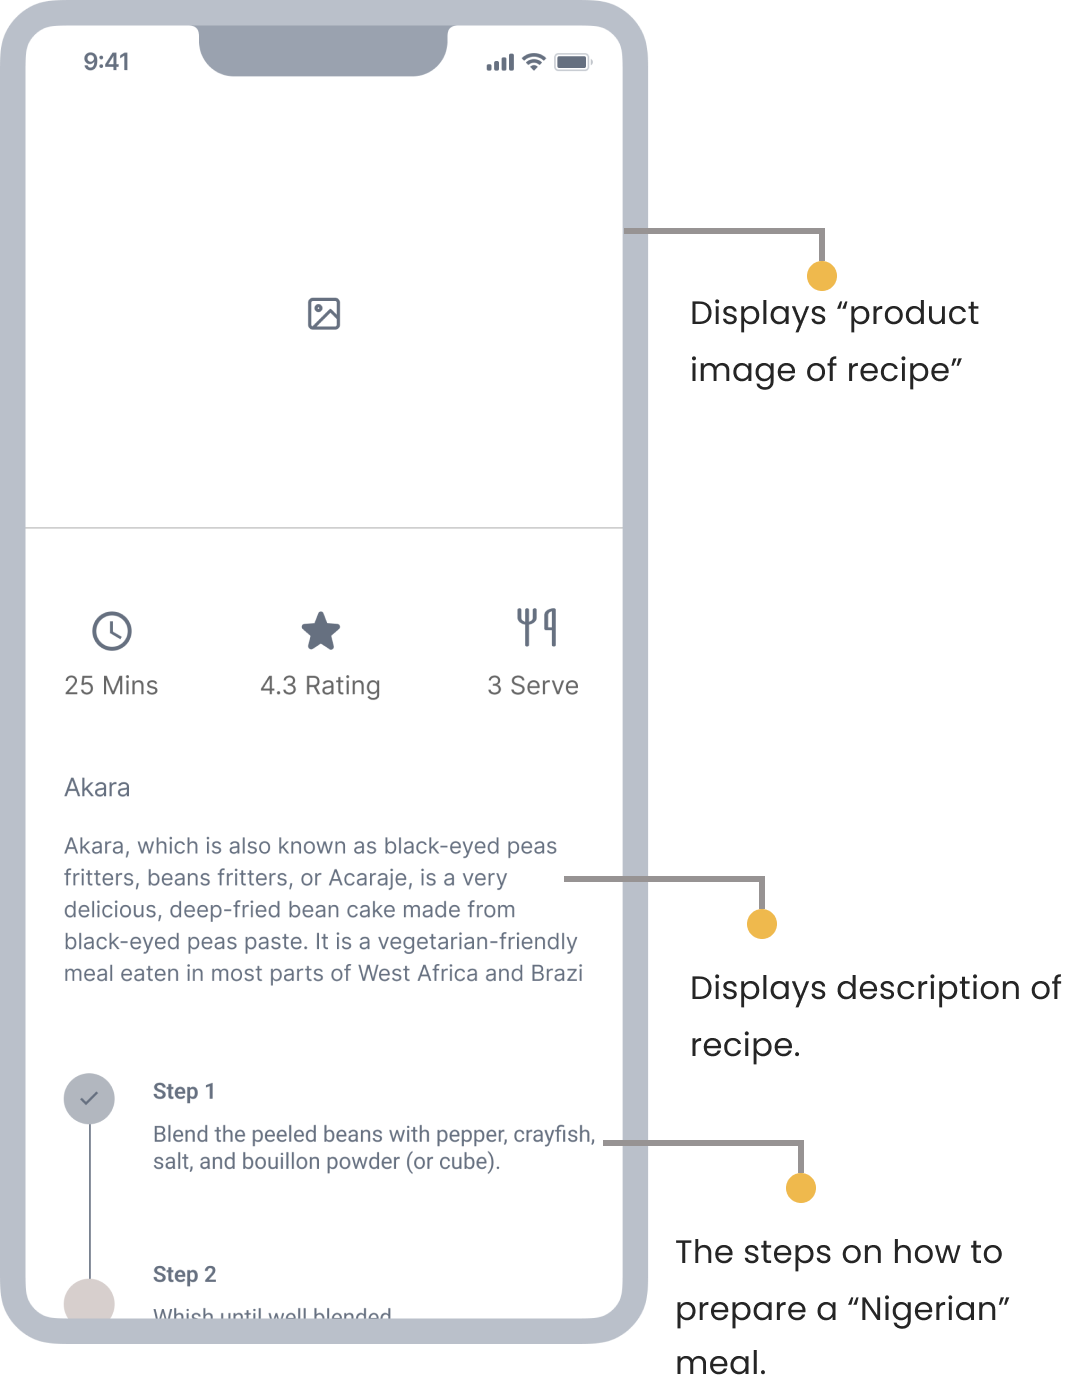 9:41
Displays “product
image of recipe”
25 Mins
4.3 Rating
3 Serve
Akara
Akara, which is also known as black-eyed peas
fritters, beans fritters, or Acaraje, is a very
delicious, deep-fried bean cake made from
black-eyed peas paste. It is a vegetarian-friendly
meal eaten in most parts of West Africa and Brazi
Displays description of
recipe.
Step 1
Blend the peeled beans with pepper, crayfish,
salt, and bouillon powder (or cube).
The steps on how to
prepare a “Nigerian”
meal.
Step 2
Whish until well blended